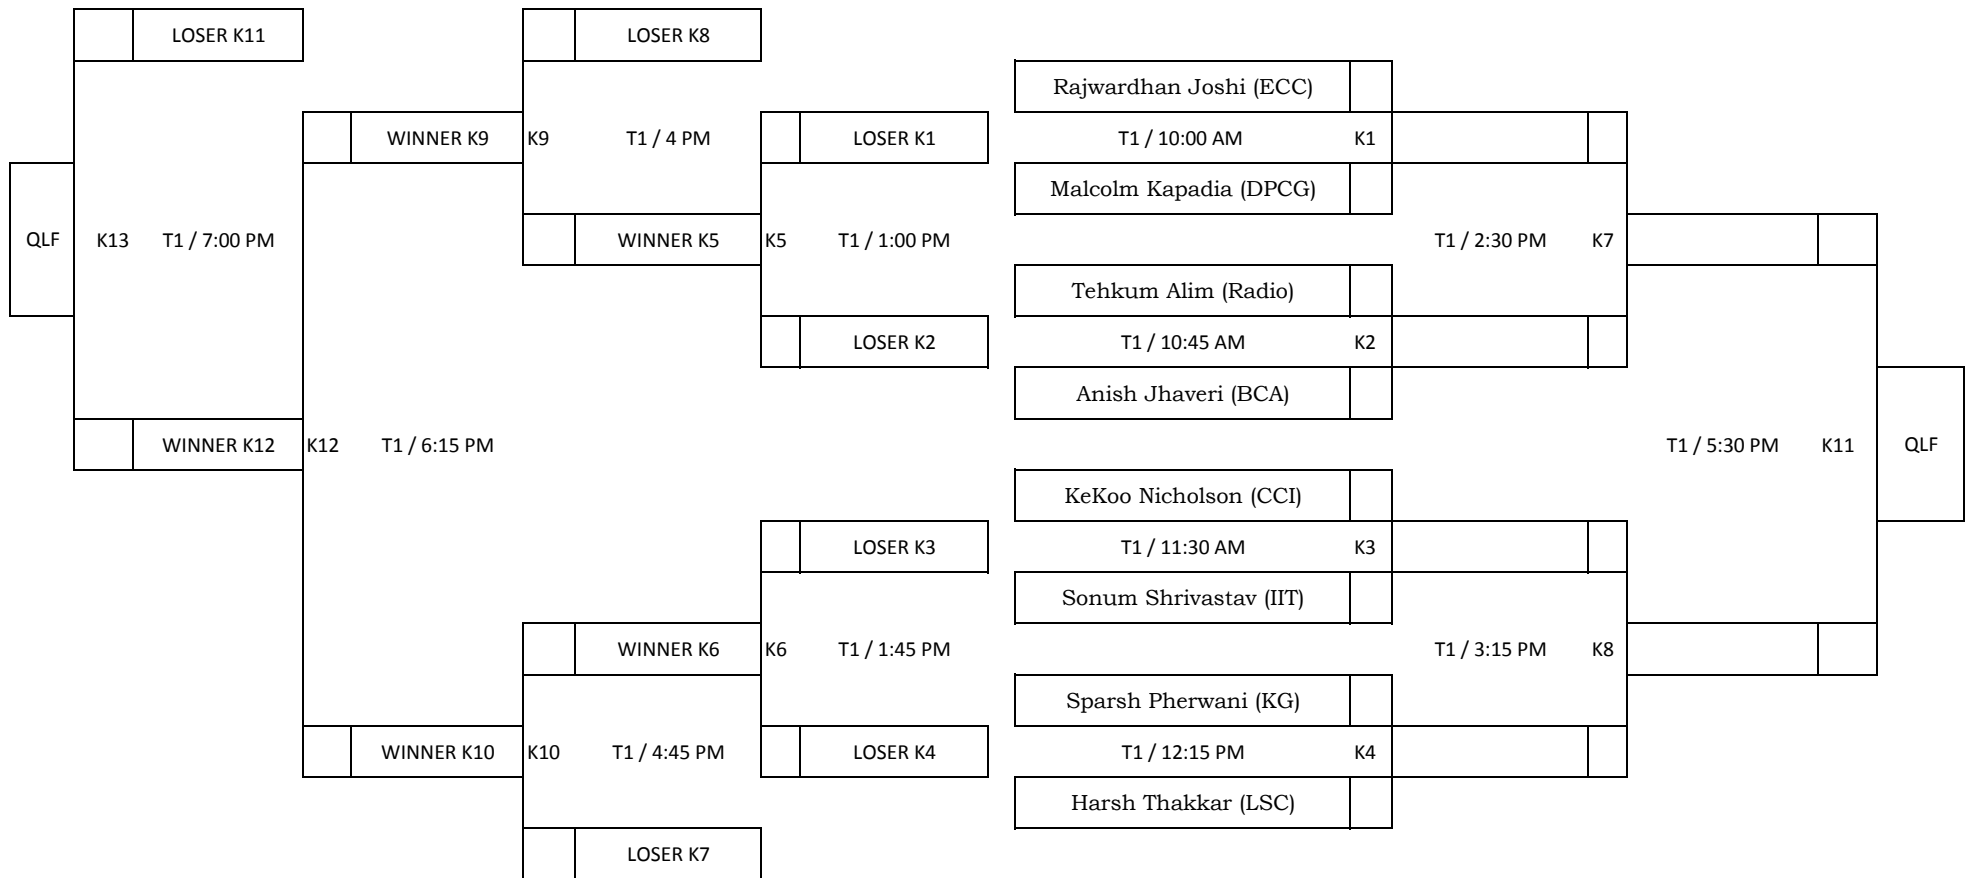 LOSER K11 LOSER K8
Rajwardhan Joshi (ECC)
WINNER K9 K9 T1 / 4 PM LOSER K1 T1 / 10:00 AM K1
Malcolm Kapadia (DPCG)
QLF K13 T1 / 7:00 PM WINNER K5 K5 T1 / 1:00 PM T1 / 2:30 PM K7
Tehkum Alim (Radio)
LOSER K2 T1 / 10:45 AM K2
Anish Jhaveri (BCA)
WINNER K12 K12 T1 / 6:15 PM T1 / 5:30 PM K11 QLF
KeKoo Nicholson (CCI)
LOSER K3 T1 / 11:30 AM K3
Sonum Shrivastav (IIT)
WINNER K6 K6 T1 / 1:45 PM T1 / 3:15 PM K8
Sparsh Pherwani (KG)
WINNER K10 K10 T1 / 4:45 PM LOSER K4 T1 / 12:15 PM K4
Harsh Thakkar (LSC)
LOSER K7